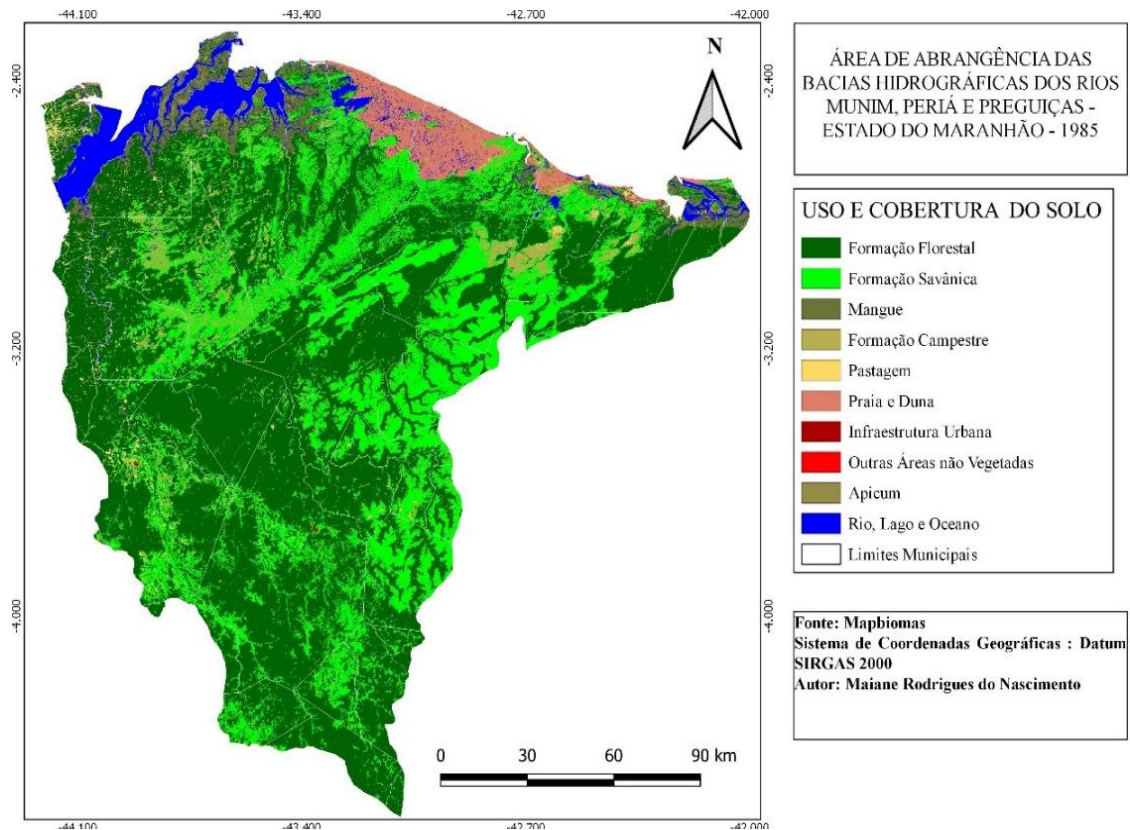 -44.100 -43.400 -42.700 -42.000
-2.400 -2.400
-3.200 -3.200
-4.000 -4.000
-44.100 -43.400 -42.700 -42.000
N
0 30 60 90 km
ÁREA DE ABRANGÊNCIA DAS
BACIAS HIDROGRÁFICAS DOS RIOS
MUNIM, PERIÁ E PREGUIÇAS -
ESTADO DO MARANHÃO - 1985
USO E COBERTURA DO SOLO
Formação Florestal
Formação Savânica
Mangue
Formação Campestre
Pastagem
Praia e Duna
Infraestrutura Urbana
Outras Áreas não Vegetadas
Apicum
Rio, Lago e Oceano
Limites Municipais
Fonte: Mapbiomas
Sistema de Coordenadas Geográficas : Datum
SIRGAS 2000
Autor: Maiane Rodrigues do Nascimento